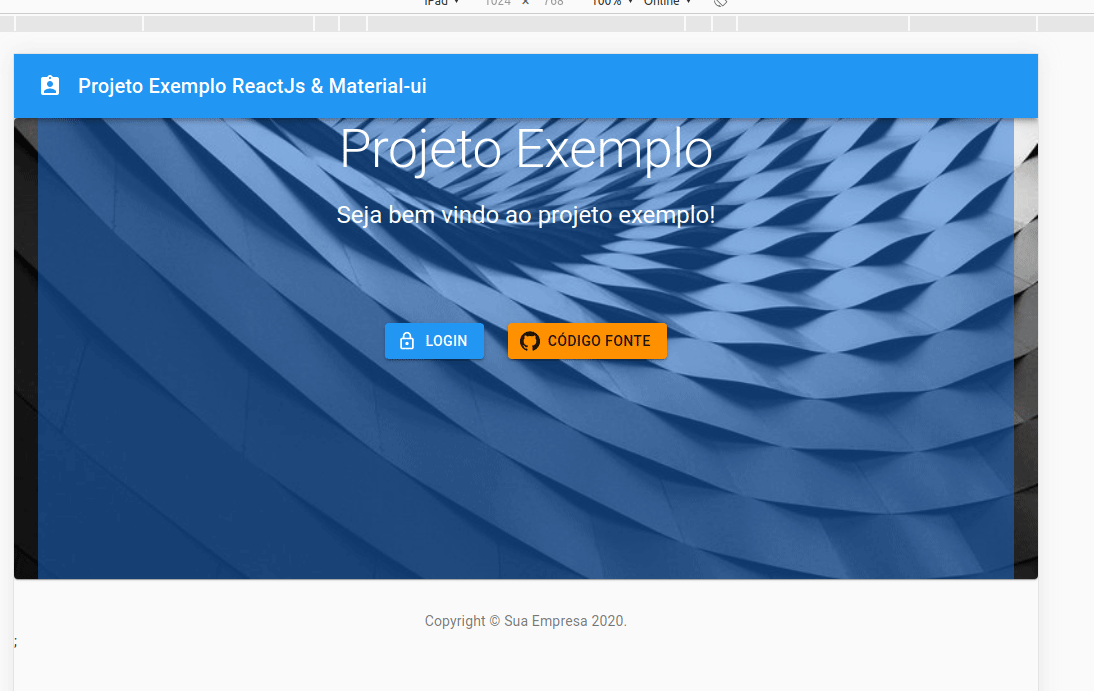 iPad 1024 × 768 100% Online
Projeto Exemplo ReactJs & Material-ui
Projeto Exemplo
Seja bem vindo ao projeto exemplo!
LOGIN CÓDIGO FONTE
Copyright © Sua Empresa 2020.
;